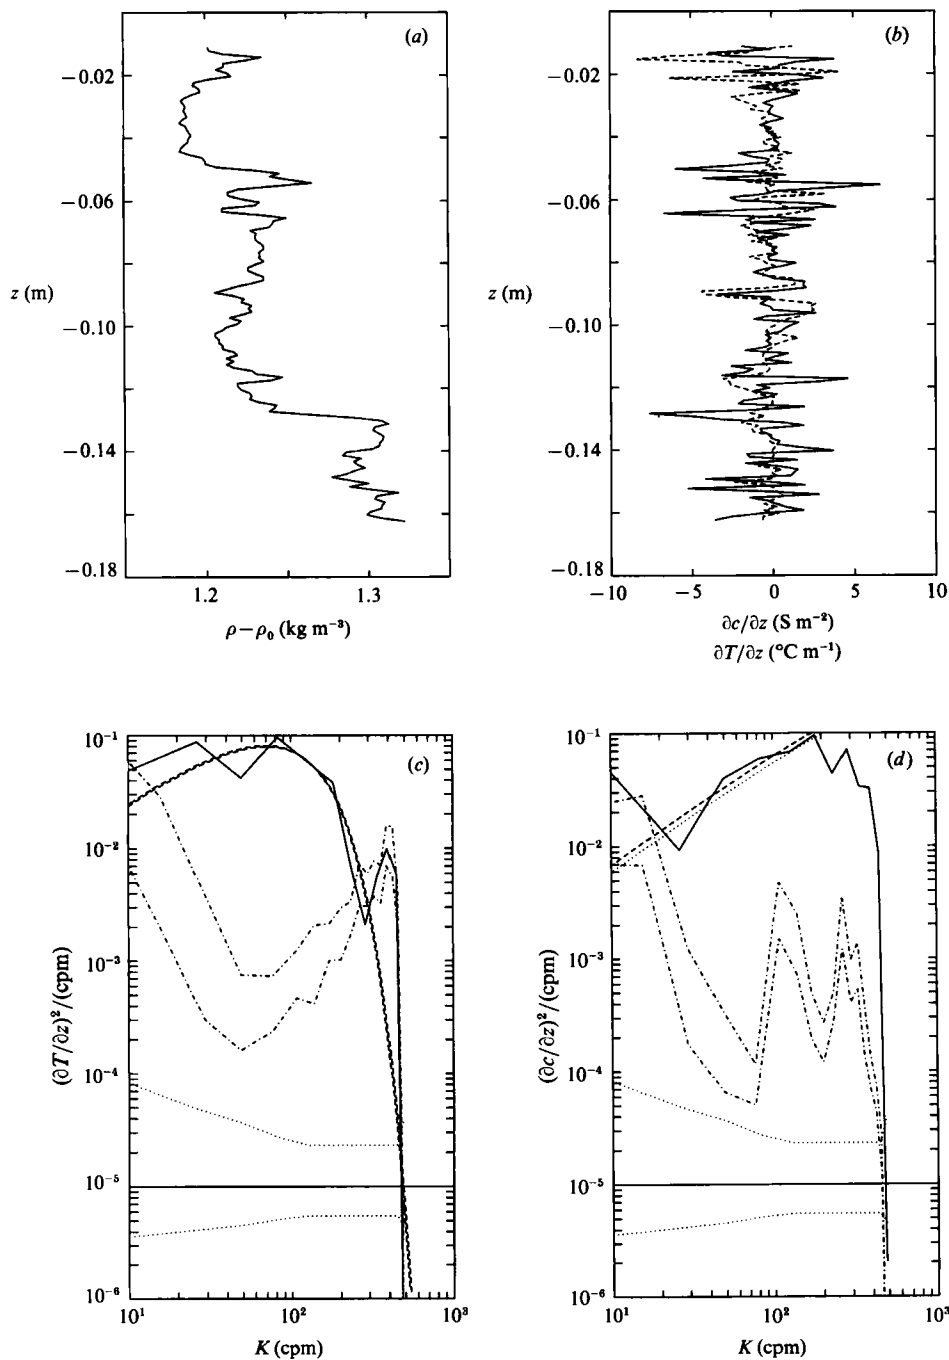 (a)
−0.02
−0.06
z (m)
−0.10
−0.14
−0.18
1.2
1.3
ρ−ρ₀ (kg m⁻³)
(b)
−0.02
−0.06
z (m)
−0.10
−0.14
−0.18
−10
−5
0
5
10
∂c/∂z (S m⁻²)
∂T/∂z (°C m⁻¹)
(c)
10⁻¹
10⁻²
10⁻³
(∂T/∂z)²/(cpm)
10⁻⁴
10⁻⁵
10⁻⁶
10¹
10²
10³
K (cpm)
(d)
10⁻¹
10⁻²
10⁻³
(∂c/∂z)²/(cpm)
10⁻⁴
10⁻⁵
10⁻⁶
10¹
10²
10³
K (cpm)